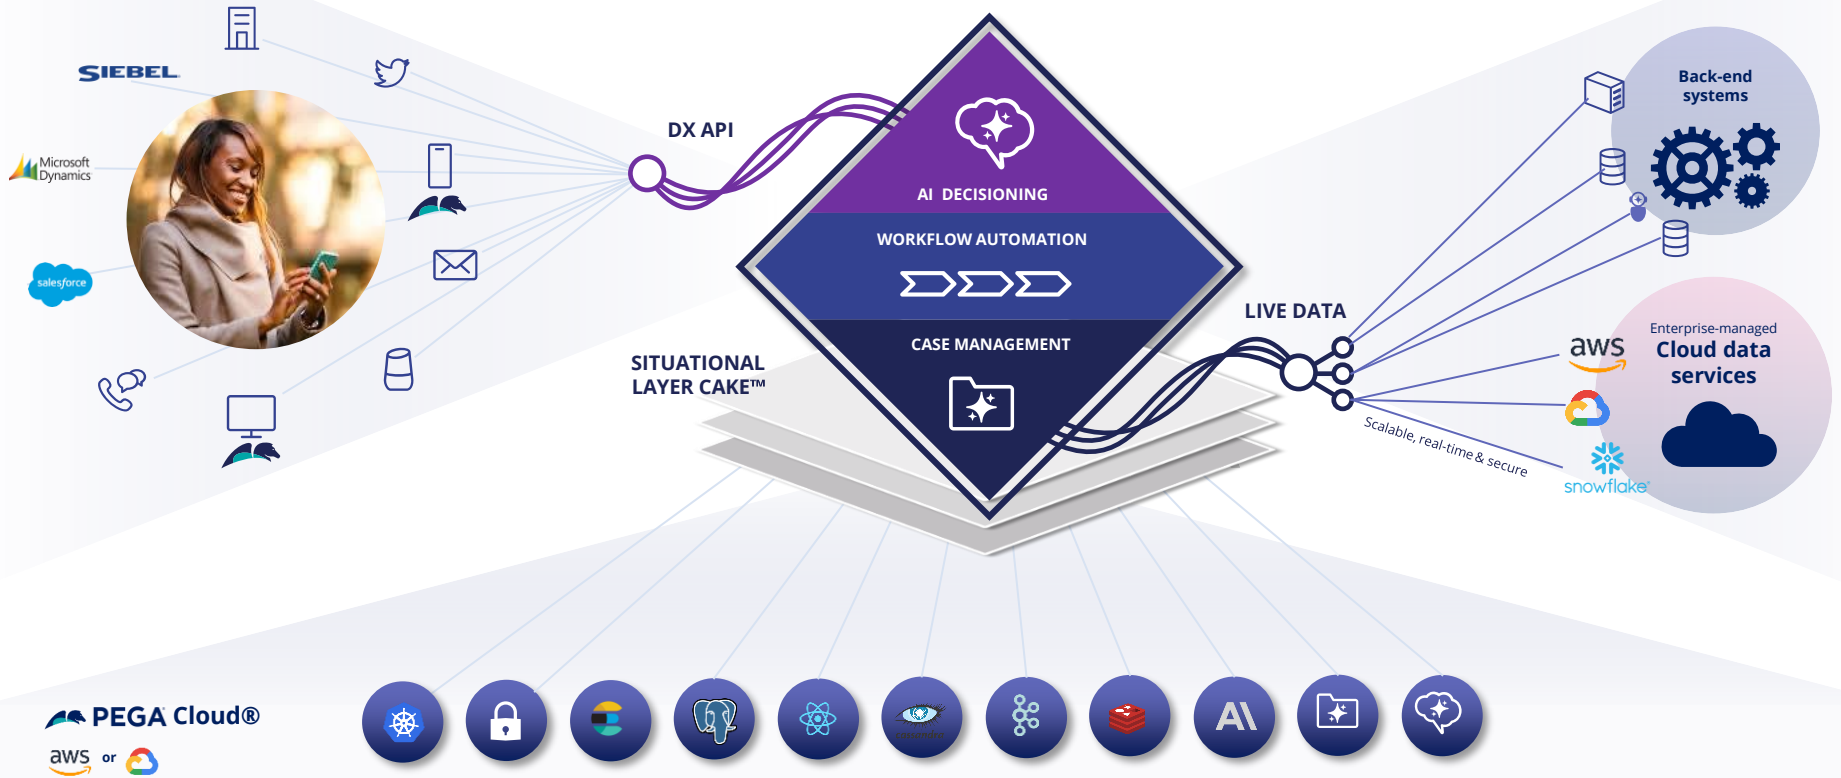 SIEBEL
Microsoft
Dynamics
salesforce
DX API
AI DECISIONING
WORKFLOW AUTOMATION
CASE MANAGEMENT
SITUATIONAL
LAYER CAKE™
LIVE DATA
Back-end
systems
Enterprise-managed
Cloud data
services
aws
snowflake
Scalable, real-time & secure
PEGA Cloud®
aws or
AI